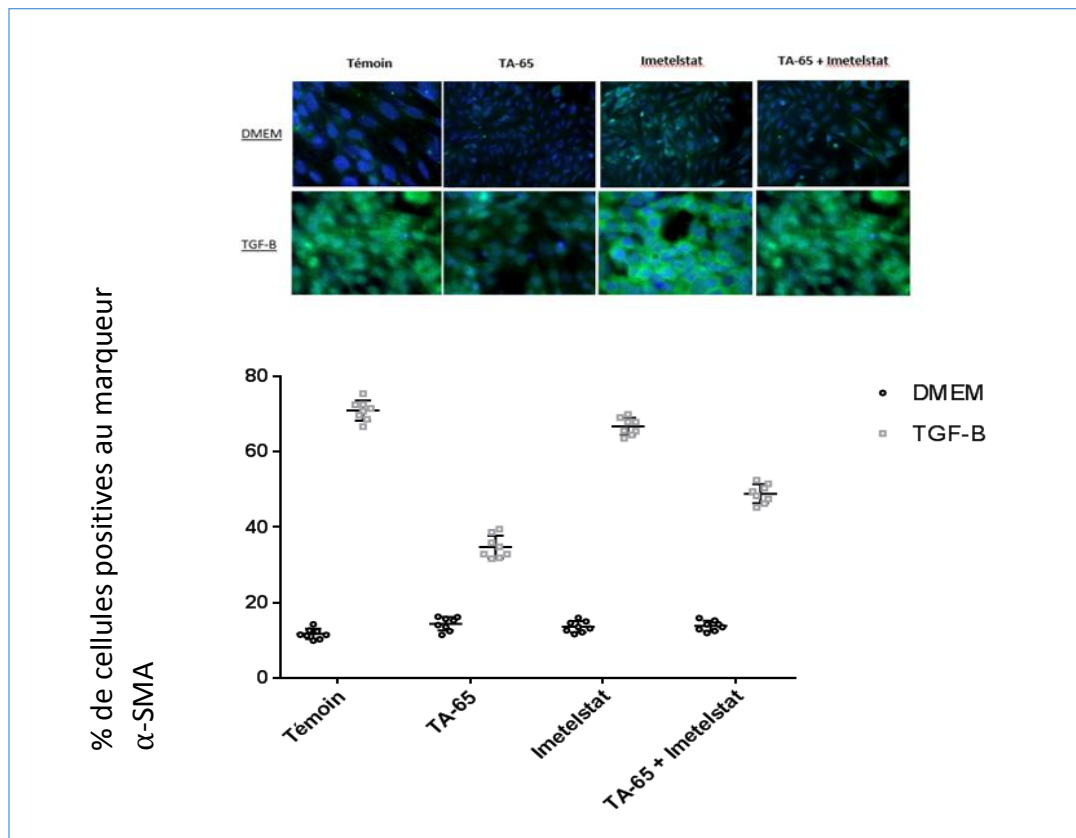 Témoin TA-65 Imetelstat TA-65 + Imetelstat
DMEM
TGF-B
% de cellules positives au marqueur
α-SMA
80
60
40
20
0
DMEM
TGF-B
Témoin
TA-65
Imetelstat
TA-65 + Imetelstat